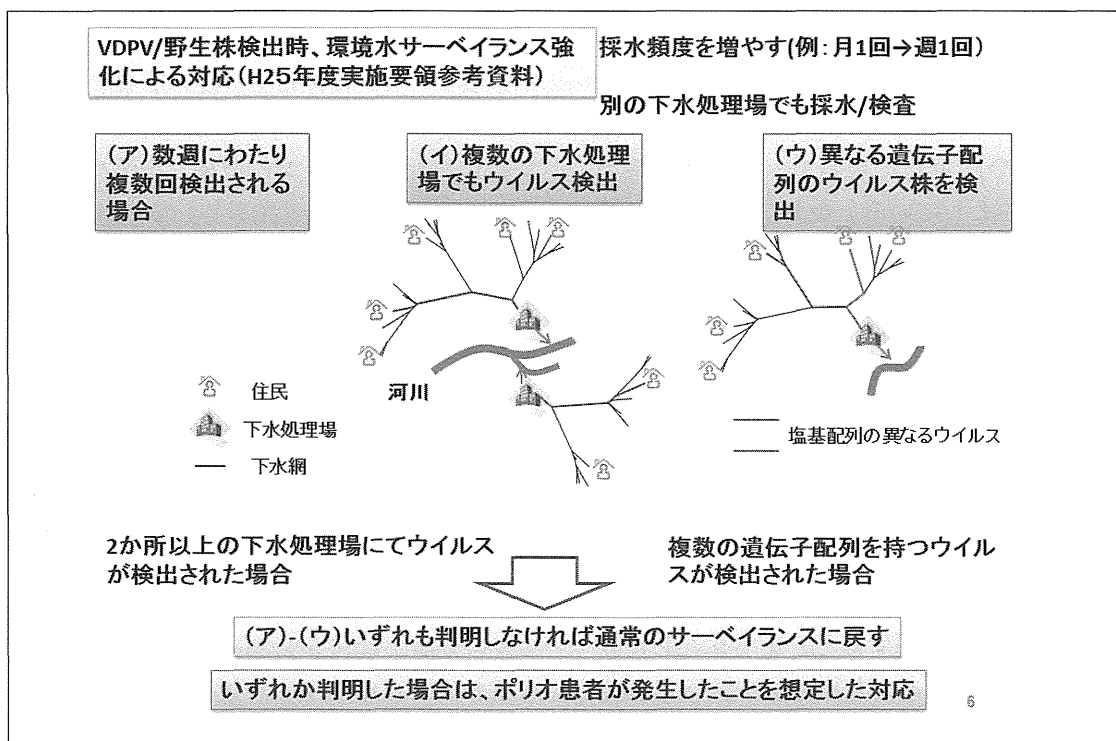 VDPV/野生株検出時、環境水サーベイランス強
化による対応(H25年度実施要領参考資料)
採水頻度を増やす(例:月1回→週1回)
別の下水処理場でも採水/検査
(ア)数週にわたり
複数回検出される
場合
(イ)複数の下水処理
場でもウイルス検出
(ウ)異なる遺伝子配
列のウイルス株を検
出
住民
下水処理場
下水網
河川
塩基配列の異なるウイルス
2か所以上の下水処理場にてウイルス
が検出された場合
複数の遺伝子配列を持つウイル
スが検出された場合
(ア)-(ウ)いずれも判明しなければ通常のサーベイランスに戻す
いずれか判明した場合は、ポリオ患者が発生したことを想定した対応
6